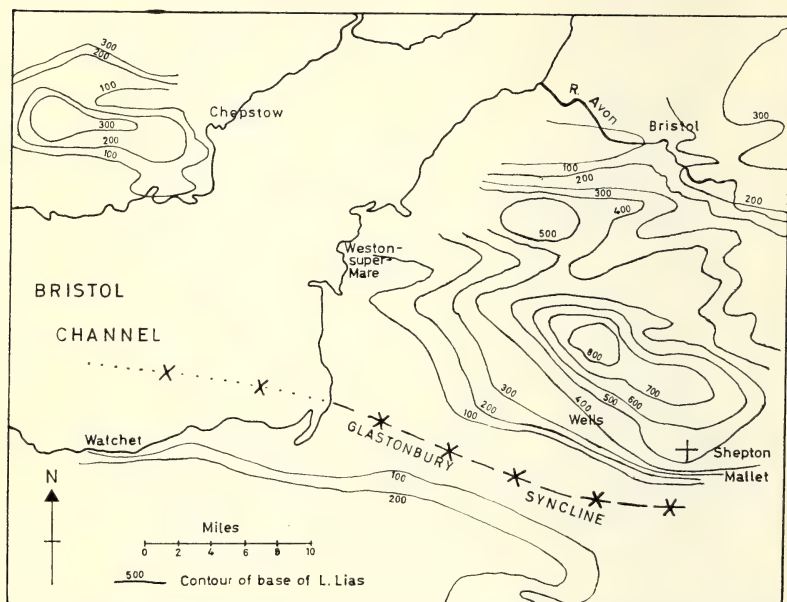 300
200
100
Chepstow
300
200
100
R. Avon
Bristol
300
100
200
300
400
200
500
Weston-
super-
Mare
BRISTOL
CHANNEL
800
700
600
500
400
300
200
100
Wells
Shepton
Mallet
Watchet
GLASTONBURY
SYNCLINE
100
200
N
Miles
0 2 4 6 8 10
500 Contour of base of L. Lias